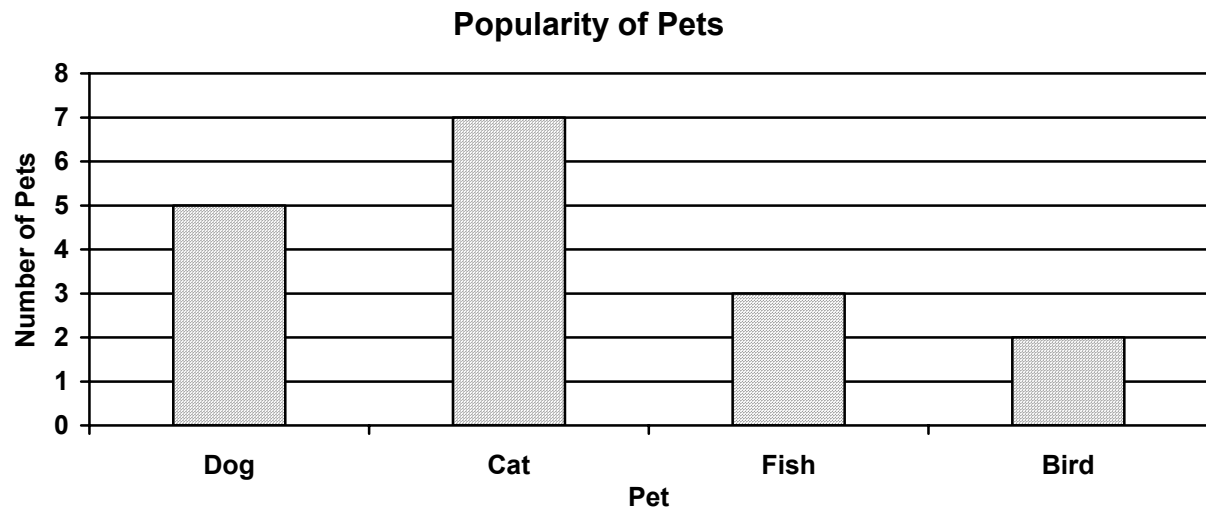 Popularity of Pets
8
7
6
5
4
3
2
1
0
Number of Pets
Dog Cat Fish Bird
Pet